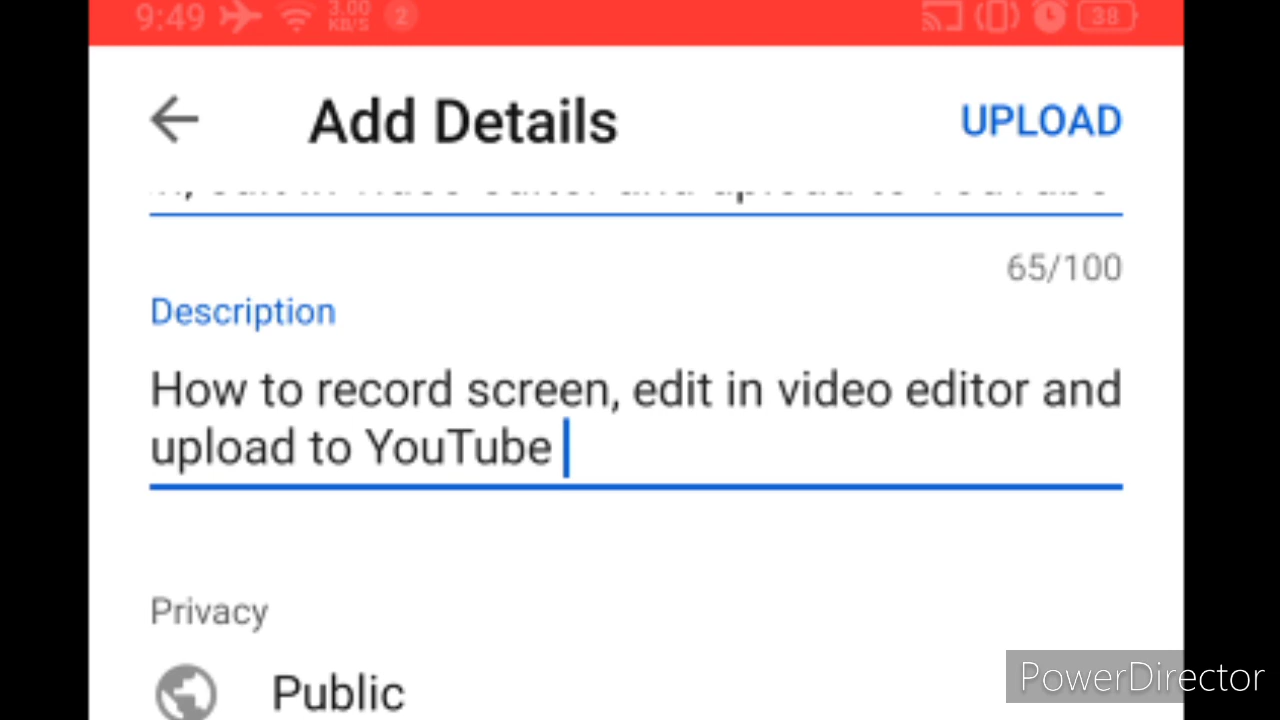 9:49 3.00 KB/S 2 38
Add Details UPLOAD
65/100
Description
How to record screen, edit in video editor and
upload to YouTube
Privacy
Public
PowerDirector